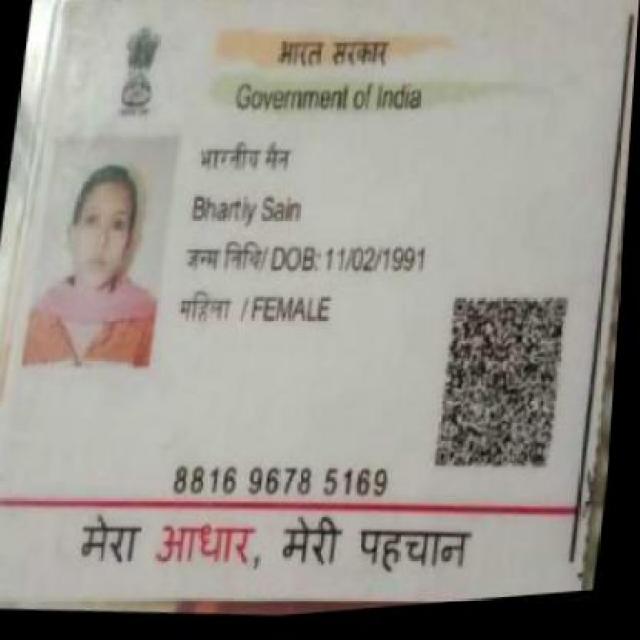 भारत सरकार
Government of India
भारतीय सैन
Bhartiy Sain
जन्म तिथि/ DOB: 11/02/1991
महिला / FEMALE
8816 9678 5169
मेरा आधार, मेरी पहचान